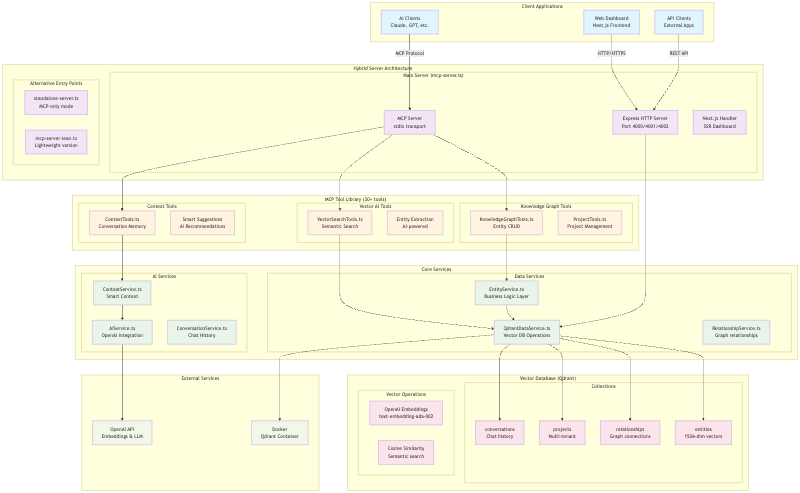 Client Applications
AI Clients
Claude, GPT, etc.
Web Dashboard
Next.js Frontend
API Clients
External Apps
MCP Protocol
HTTP/HTTPS
REST API
Hybrid Server Architecture
Main Server (mcp-server.ts)
Alternative Entry Points
standalone-server.ts
MCP-only mode
mcp-server-lean.ts
Lightweight version
MCP Server
stdio transport
Express HTTP Server
Port 4000/4001/4003
Next.js Handler
SSR Dashboard
MCP Tool Library (30+ tools)
Context Tools
ContextTools.ts
Conversation Memory
Smart Suggestions
AI Recommendations
Vector AI Tools
VectorSearchTools.ts
Semantic Search
Entity Extraction
AI-powered
Knowledge Graph Tools
KnowledgeGraphTools.ts
Entity CRUD
ProjectTools.ts
Project Management
Core Services
AI Services
ContextService.ts
Smart Context
AIService.ts
OpenAI Integration
ConversationService.ts
Chat History
Data Services
EntityService.ts
Business Logic Layer
QdrantDataService.ts
Vector DB Operations
RelationshipService.ts
Graph relationships
External Services
OpenAI API
Embeddings & LLM
Docker
Qdrant Container
Vector Database (Qdrant)
Vector Operations
OpenAI Embeddings
text-embedding-ada-002
Cosine Similarity
Semantic search
Collections
conversations
Chat history
projects
Multi-tenant
relationships
Graph connections
entities
1536-dim vectors